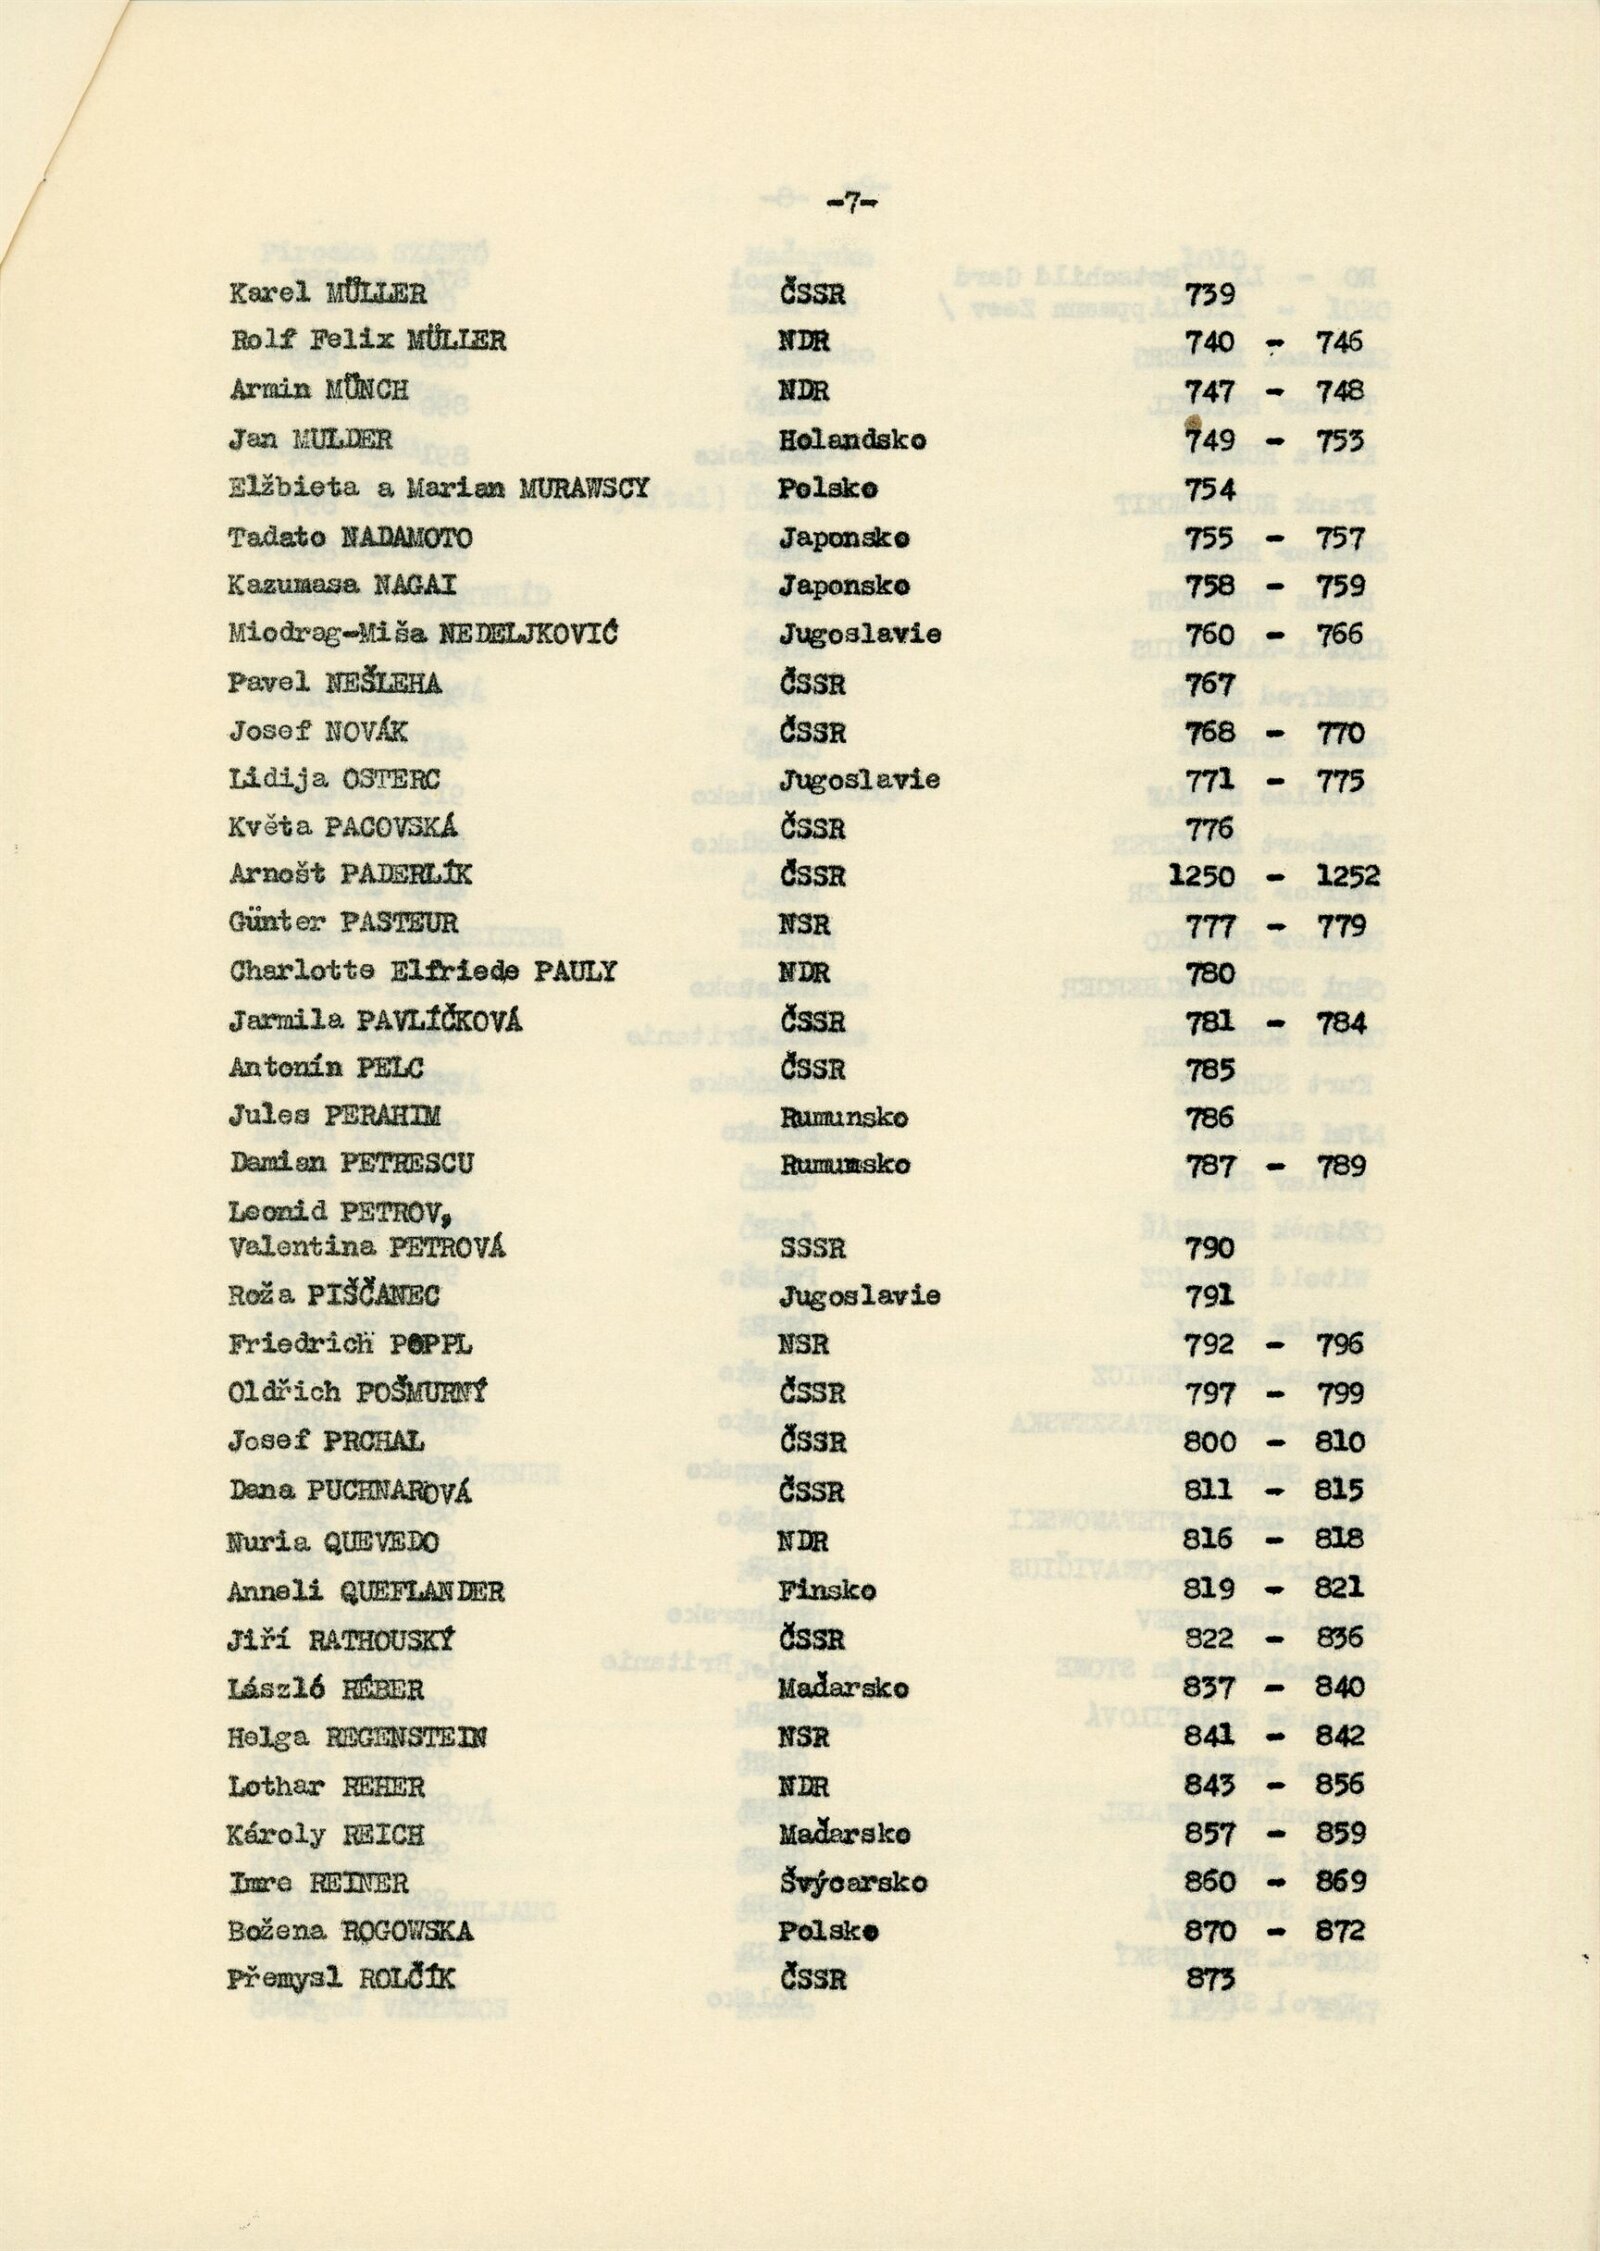 -7-
Karel MÜLLER ČSSR 739
Rolf Felix MÜLLER NDR 740 - 746
Armin MÜNCH NDR 747 - 748
Jan MULDER Holandsko 749 - 753
Elžbieta a Marian MURAWSCY Polsko 754
Tadato NADAMOTO Japonsko 755 - 757
Kazumasa NAGAI Japonsko 758 - 759
Miodrag-Miša NEDELJKOVIĆ Jugoslavie 760 - 766
Pavel NEŠLEHA ČSSR 767
Josef NOVÁK ČSSR 768 - 770
Lidija OSTERC Jugoslavie 771 - 775
Květa PACOVSKÁ ČSSR 776
Arnošt PADERLÍK ČSSR 1250 - 1252
Günter PASTEUR NSR 777 - 779
Charlotte Elfriede PAULY NDR 780
Jarmila PAVLÍČKOVÁ ČSSR 781 - 784
Antonín PELC ČSSR 785
Jules PERAHIM Rumunsko 786
Damian PETRESCU Rumunsko 787 - 789
Leonid PETROV,
Valentina PETROVÁ SSSR 790
Roža PIŠČANEC Jugoslavie 791
Friedrich POPPL NSR 792 - 796
Oldřich POŠMURNÝ ČSSR 797 - 799
Josef PRCHAL ČSSR 800 - 810
Dana PUCHNAROVÁ ČSSR 811 - 815
Nuria QUEVEDO NDR 816 - 818
Anneli QUEFLANDER Finsko 819 - 821
Jiří RATHOUSKÝ ČSSR 822 - 836
László RÉBER Maďarsko 837 - 840
Helga REGENSTEIN NSR 841 - 842
Lothar REHER NDR 843 - 856
Károly REICH Maďarsko 857 - 859
Imre REINER Švýcarsko 860 - 869
Božena ROGOWSKA Polsko 870 - 872
Přemysl ROLČÍK ČSSR 873